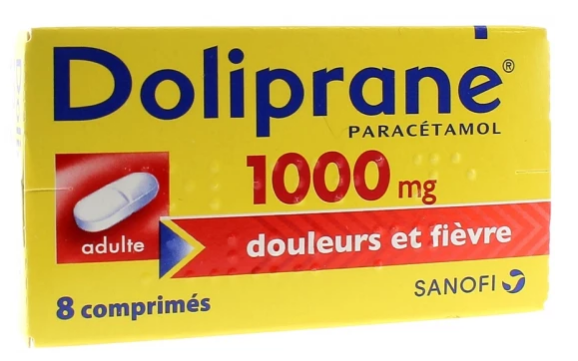 Doliprane®
PARACÉTAMOL
1000 mg
adulte
douleurs et fièvre
8 comprimés
SANOFI